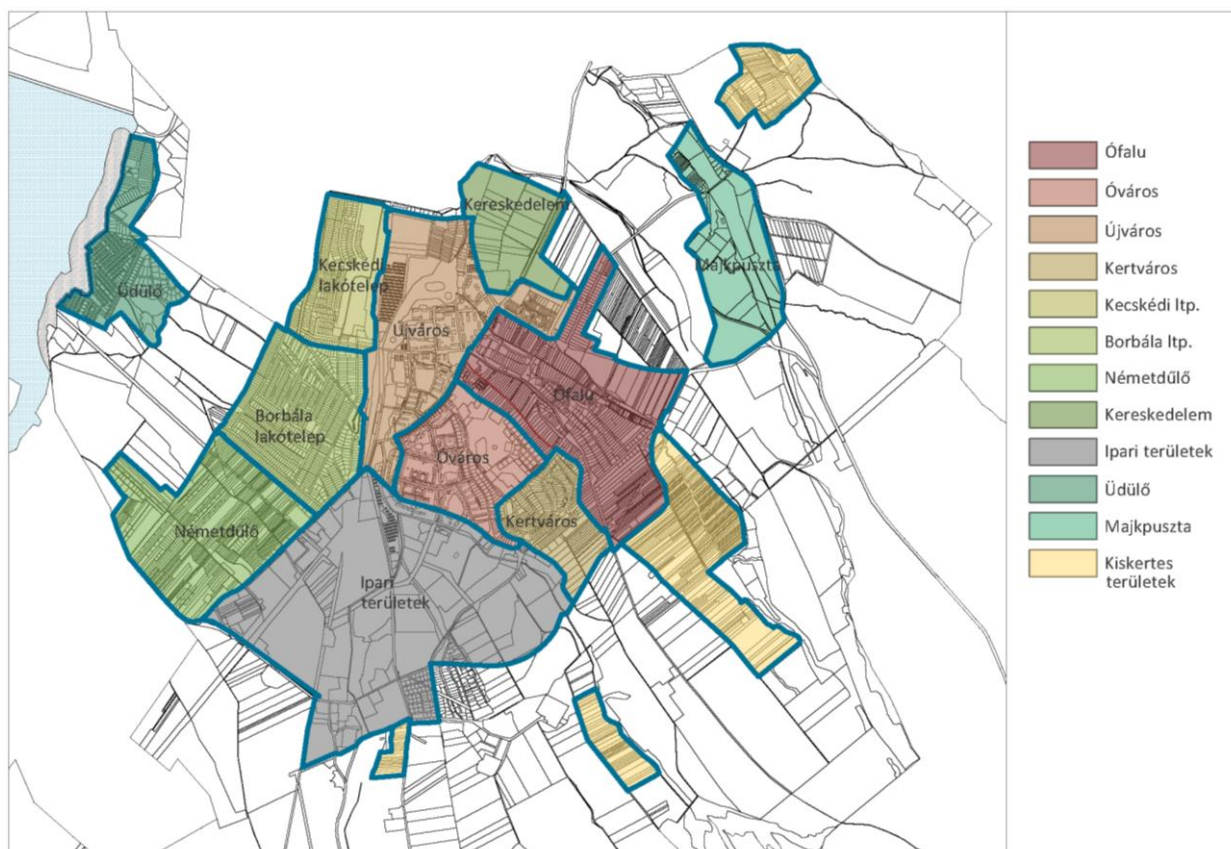 Kereskedelem
Majkpuszta
Kecskédi
lakótelep
Üdülő
Újváros
Ófalu
Borbála
lakótelep
Óváros
Kertváros
Németdűlő
Ipari
területek
Ófalu
Óváros
Újváros
Kertváros
Kecskédi ltp.
Borbála ltp.
Németdűlő
Kereskedelem
Ipari területek
Üdülő
Majkpuszta
Kiskertes
területek